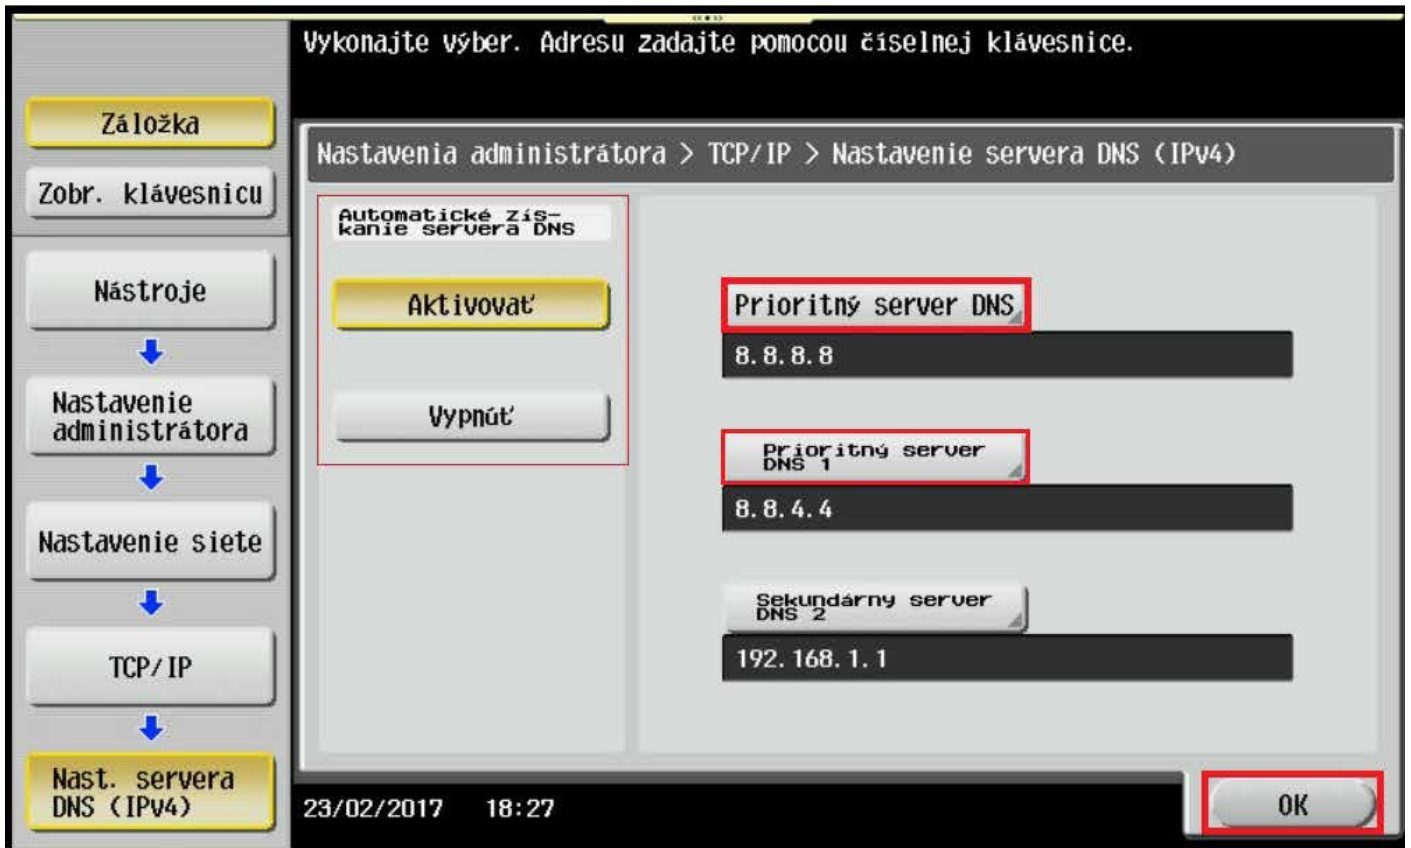 Vykonajte výber. Adresu zadajte pomocou číselnej klávesnice.
Záložka
Zobr. klávesnicu
Nástroje
Nastavenie
administrátora
Nastavenie siete
TCP/IP
Nast. servera
DNS (IPv4)
Nastavenia administrátora > TCP/IP > Nastavenie servera DNS (IPv4)
Automatické zís-
kanie servera DNS
Aktivovať
Vypnúť
Prioritný server DNS
8.8.8.8
Prioritný server
DNS 1
8.8.4.4
Sekundárny server
DNS 2
192.168.1.1
23/02/2017 18:27
OK